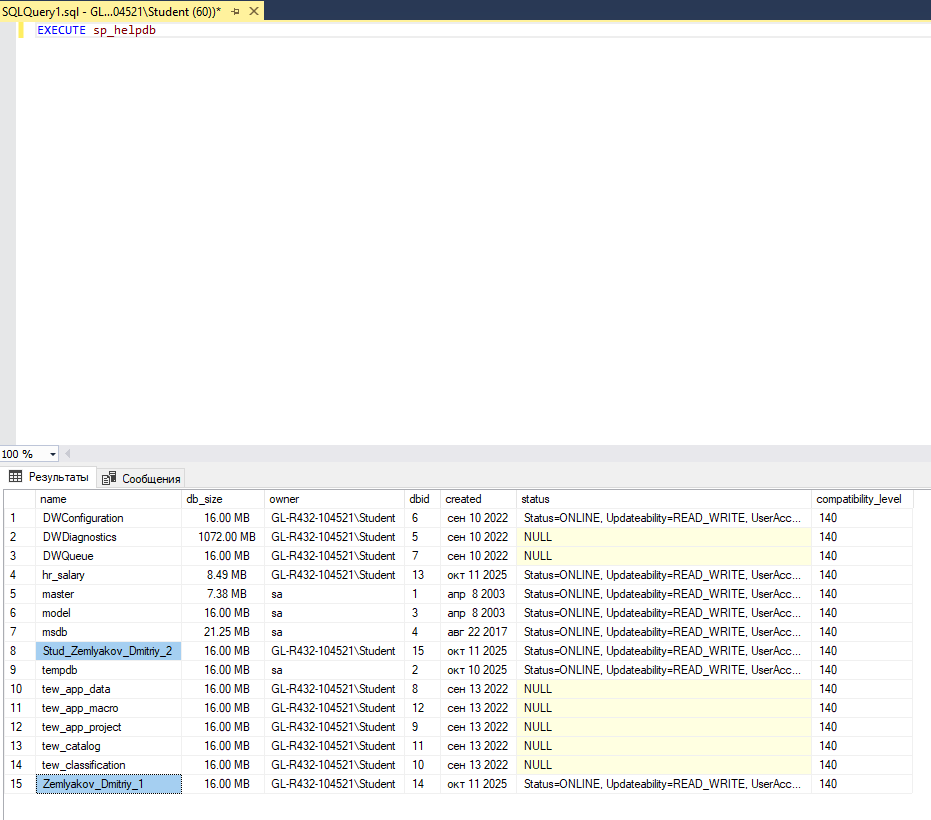 SQLQuery1.sql - GL...04521\Student (60))*
EXECUTE sp_helpdb
100 %
Результаты Сообщения
name db_size owner dbid created status compatibility_level
1 DWConfiguration 16.00 MB GL-R432-104521\Student 6 сен 10 2022 Status=ONLINE, Updateability=READ_WRITE, UserAcc... 140
2 DWDiagnostics 1072.00 MB GL-R432-104521\Student 5 сен 10 2022 NULL 140
3 DWQueue 16.00 MB GL-R432-104521\Student 7 сен 10 2022 NULL 140
4 hr_salary 8.49 MB GL-R432-104521\Student 13 окт 11 2025 Status=ONLINE, Updateability=READ_WRITE, UserAcc... 140
5 master 7.38 MB sa 1 апр 8 2003 Status=ONLINE, Updateability=READ_WRITE, UserAcc... 140
6 model 16.00 MB sa 3 апр 8 2003 Status=ONLINE, Updateability=READ_WRITE, UserAcc... 140
7 msdb 21.25 MB sa 4 авг 22 2017 Status=ONLINE, Updateability=READ_WRITE, UserAcc... 140
8 Stud_Zemlyakov_Dmitriy_2 16.00 MB GL-R432-104521\Student 15 окт 11 2025 Status=ONLINE, Updateability=READ_WRITE, UserAcc... 140
9 tempdb 16.00 MB sa 2 окт 10 2025 Status=ONLINE, Updateability=READ_WRITE, UserAcc... 140
10 tew_app_data 16.00 MB GL-R432-104521\Student 8 сен 13 2022 NULL 140
11 tew_app_macro 16.00 MB GL-R432-104521\Student 12 сен 13 2022 NULL 140
12 tew_app_project 16.00 MB GL-R432-104521\Student 9 сен 13 2022 NULL 140
13 tew_catalog 16.00 MB GL-R432-104521\Student 11 сен 13 2022 NULL 140
14 tew_classification 16.00 MB GL-R432-104521\Student 10 сен 13 2022 NULL 140
15 Zemlyakov_Dmitriy_1 16.00 MB GL-R432-104521\Student 14 окт 11 2025 Status=ONLINE, Updateability=READ_WRITE, UserAcc... 140